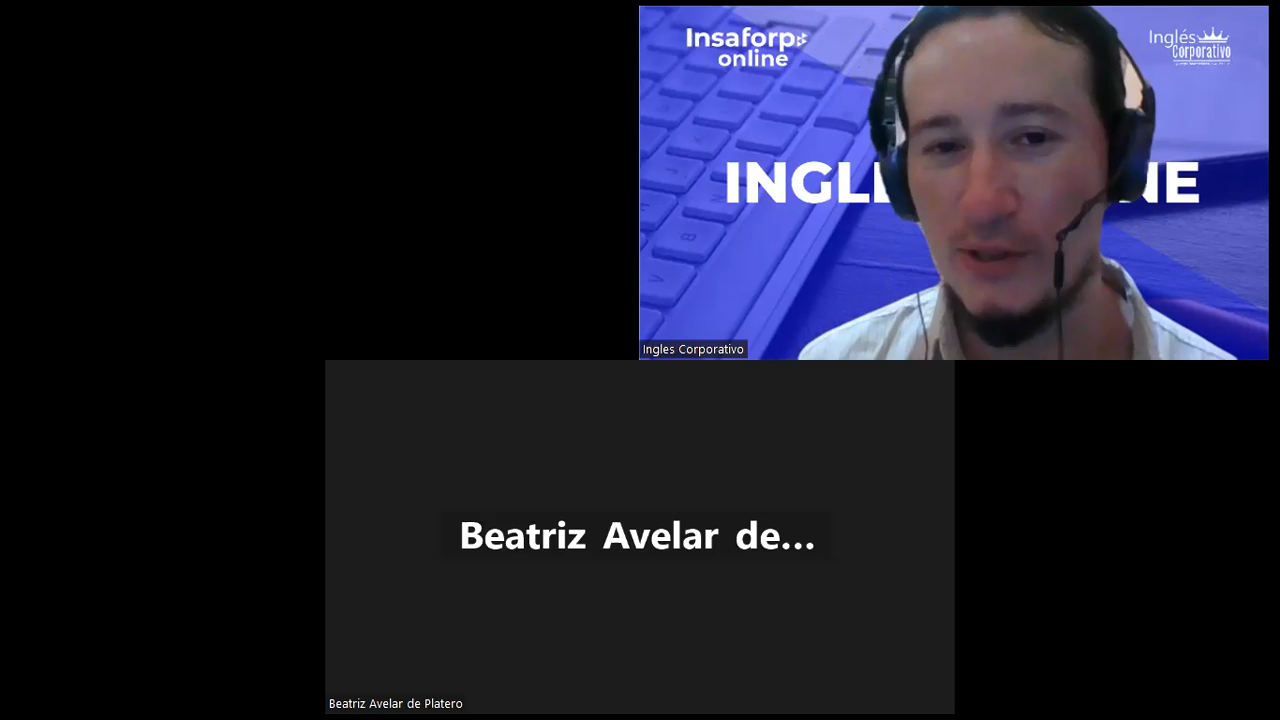 Insaforp
online
Inglés
Corporativo
INGL NE
Ingles Corporativo
Beatriz Avelar de...
Beatriz Avelar de Platero